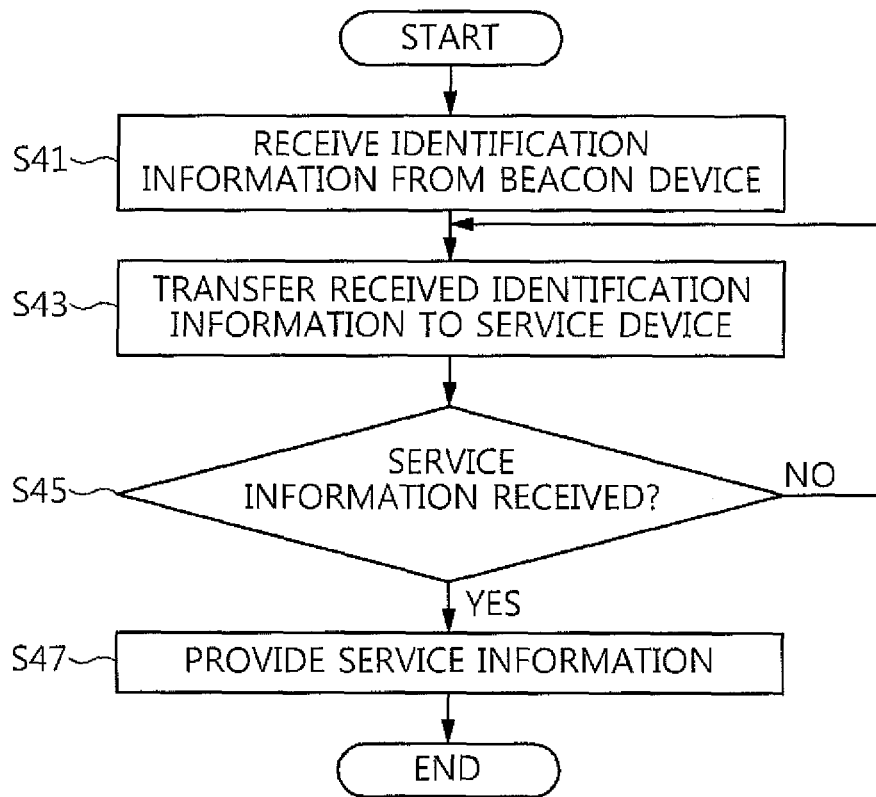 START
S41
RECEIVE IDENTIFICATION
INFORMATION FROM BEACON DEVICE
S43
TRANSFER RECEIVED IDENTIFICATION
INFORMATION TO SERVICE DEVICE
S45
SERVICE
INFORMATION RECEIVED?
NO
YES
S47
PROVIDE SERVICE INFORMATION
END